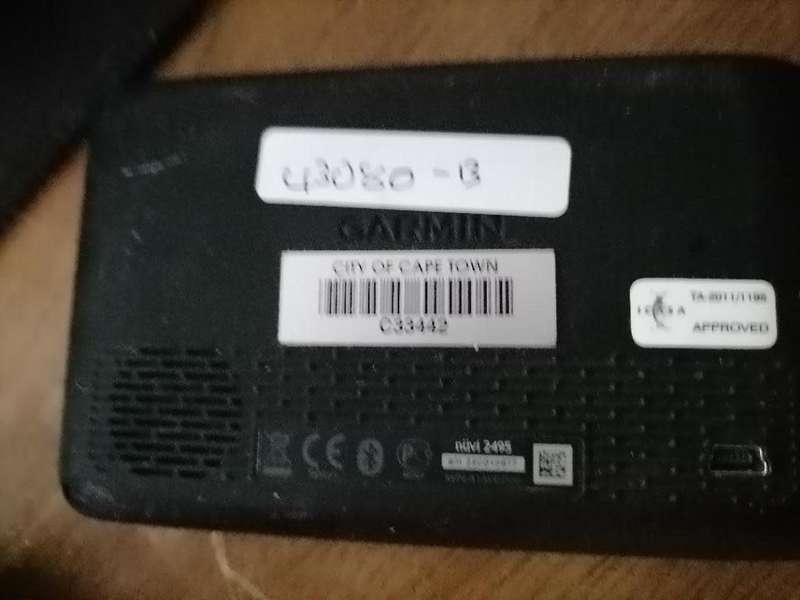 43080-B
GARMIN
CITY OF CAPE TOWN
C33442
TA-2011/1196
APPROVED
nüvi 2495